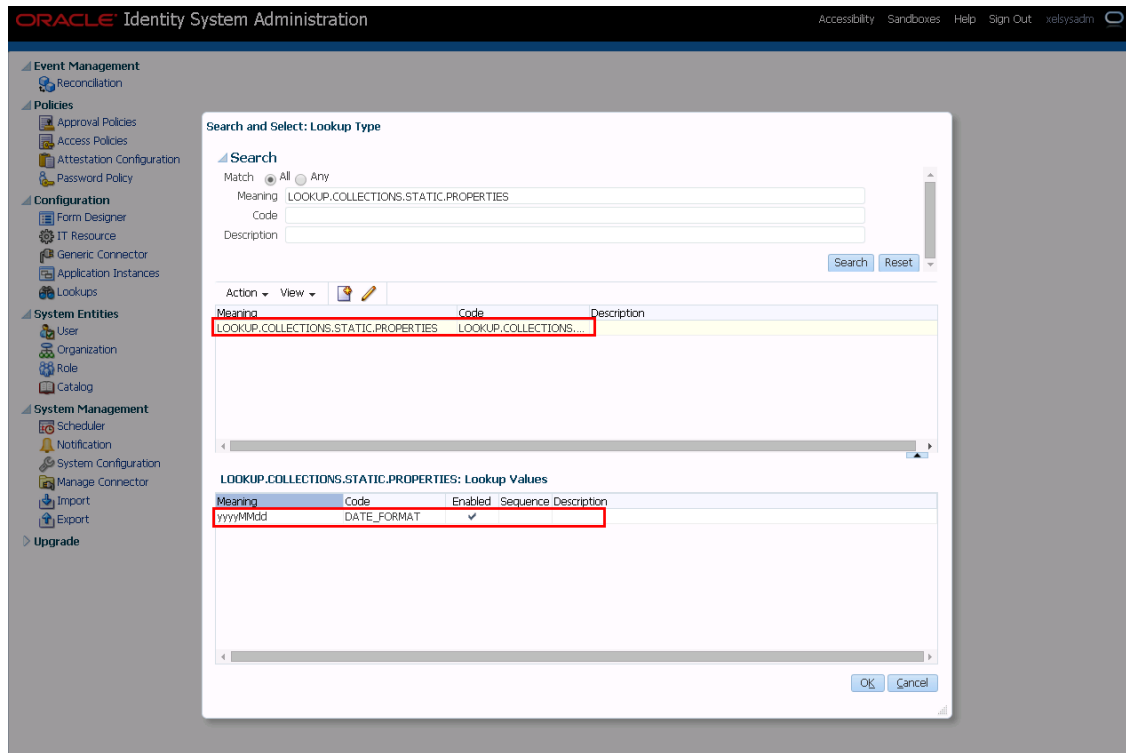 ORACLE Identity System Administration
Accessibility Sandboxes Help Sign Out xelsysadm
Event Management
Reconciliation
Policies
Approval Policies
Access Policies
Attestation Configuration
Password Policy
Configuration
Form Designer
IT Resource
Generic Connector
Application Instances
Lookups
System Entities
User
Organization
Role
Catalog
System Management
Scheduler
Notification
System Configuration
Manage Connector
Import
Export
Upgrade
Search and Select: Lookup Type
Search
Match All Any
Meaning LOOKUP.COLLECTIONS.STATIC.PROPERTIES
Code
Description
Search Reset
Action View
Meaning Code Description
LOOKUP.COLLECTIONS.STATIC.PROPERTIES LOOKUP.COLLECTIONS....
LOOKUP.COLLECTIONS.STATIC.PROPERTIES: Lookup Values
Meaning Code Enabled Sequence Description
yyyyMMdd DATE_FORMAT
OK Cancel